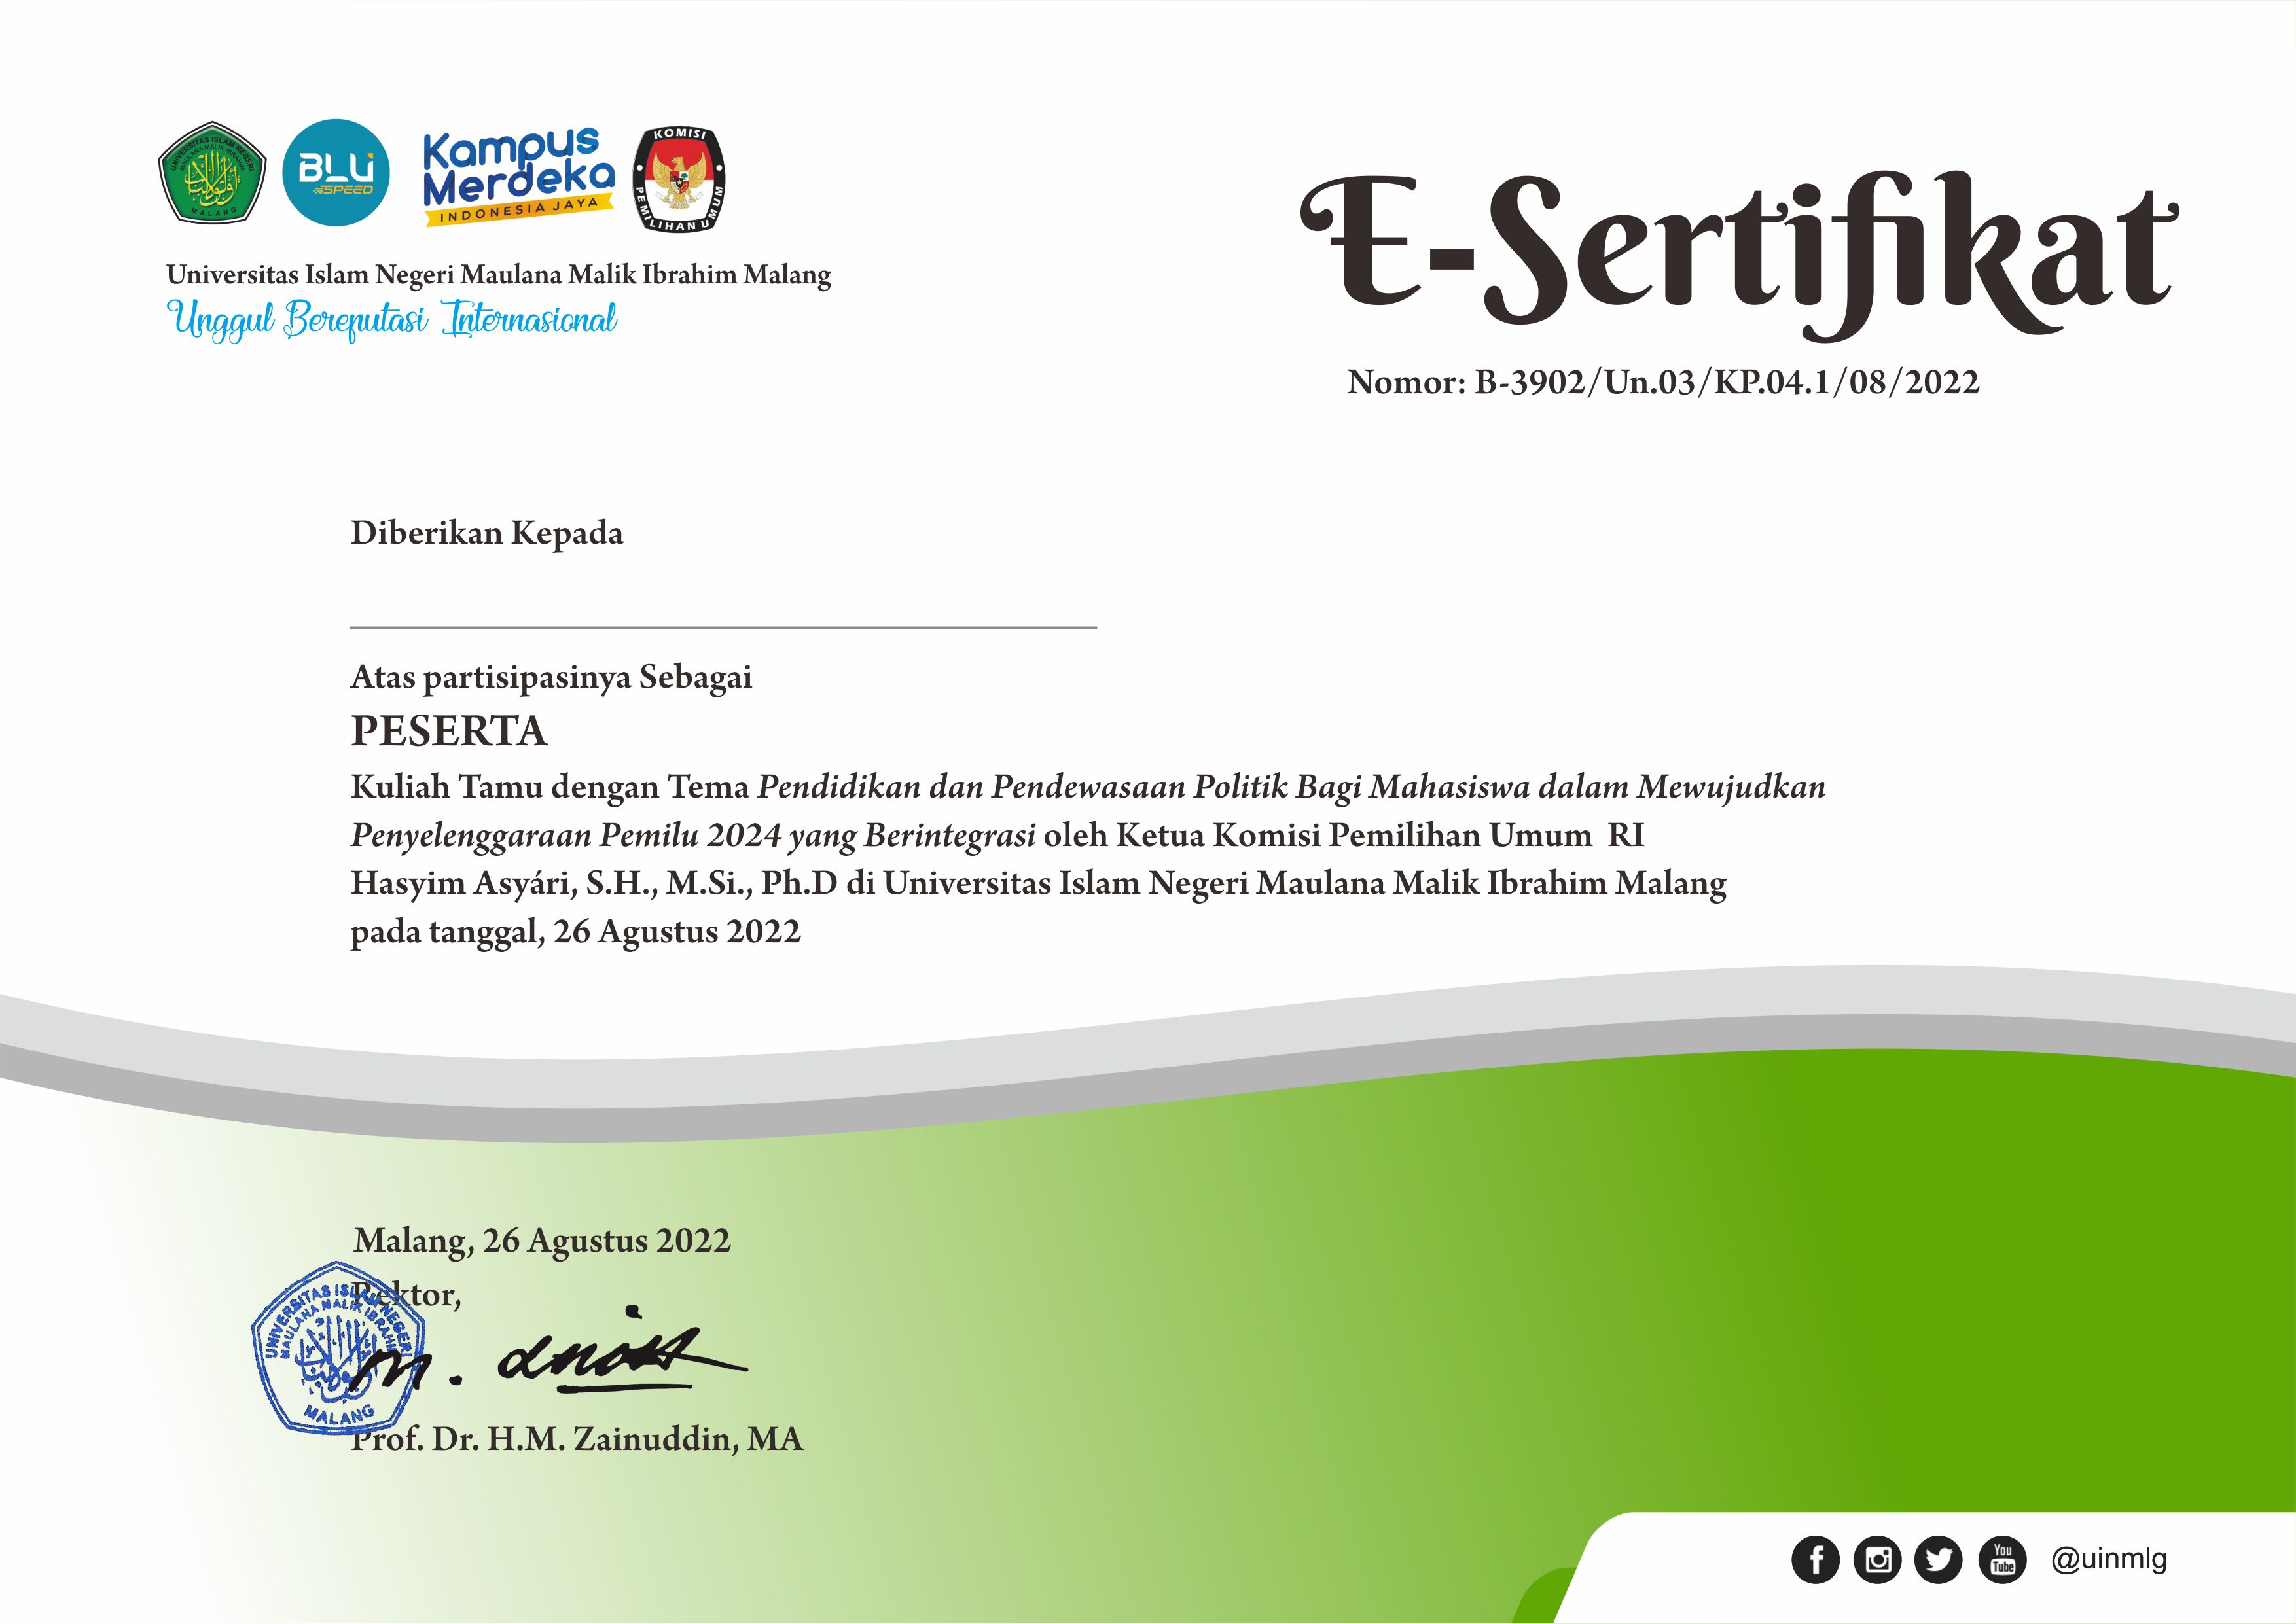 UNIVERSITAS ISLAM NEGERI
MAULANA MALIK IBRAHIM
MALANG
BLU
SPEED
Kampus
Merdeka
INDONESIA JAYA
KOMISI
PEMILIHAN UMUM
Universitas Islam Negeri Maulana Malik Ibrahim Malang
Unggul Bereputasi Internasional
E-Sertifikat
Nomor: B-3902/Un.03/KP.04.1/08/2022
Diberikan Kepada
Atas partisipasinya Sebagai
PESERTA
Kuliah Tamu dengan Tema Pendidikan dan Pendewasaan Politik Bagi Mahasiswa dalam Mewujudkan
Penyelenggaraan Pemilu 2024 yang Berintegrasi oleh Ketua Komisi Pemilihan Umum RI
Hasyim Asyári, S.H., M.Si., Ph.D di Universitas Islam Negeri Maulana Malik Ibrahim Malang
pada tanggal, 26 Agustus 2022
Malang, 26 Agustus 2022
Rektor,
UNIVERSITAS ISLAM NEGERI
MAULANA MALIK IBRAHIM
MALANG
Prof. Dr. H.M. Zainuddin, MA
You
Tube
@uinmlg